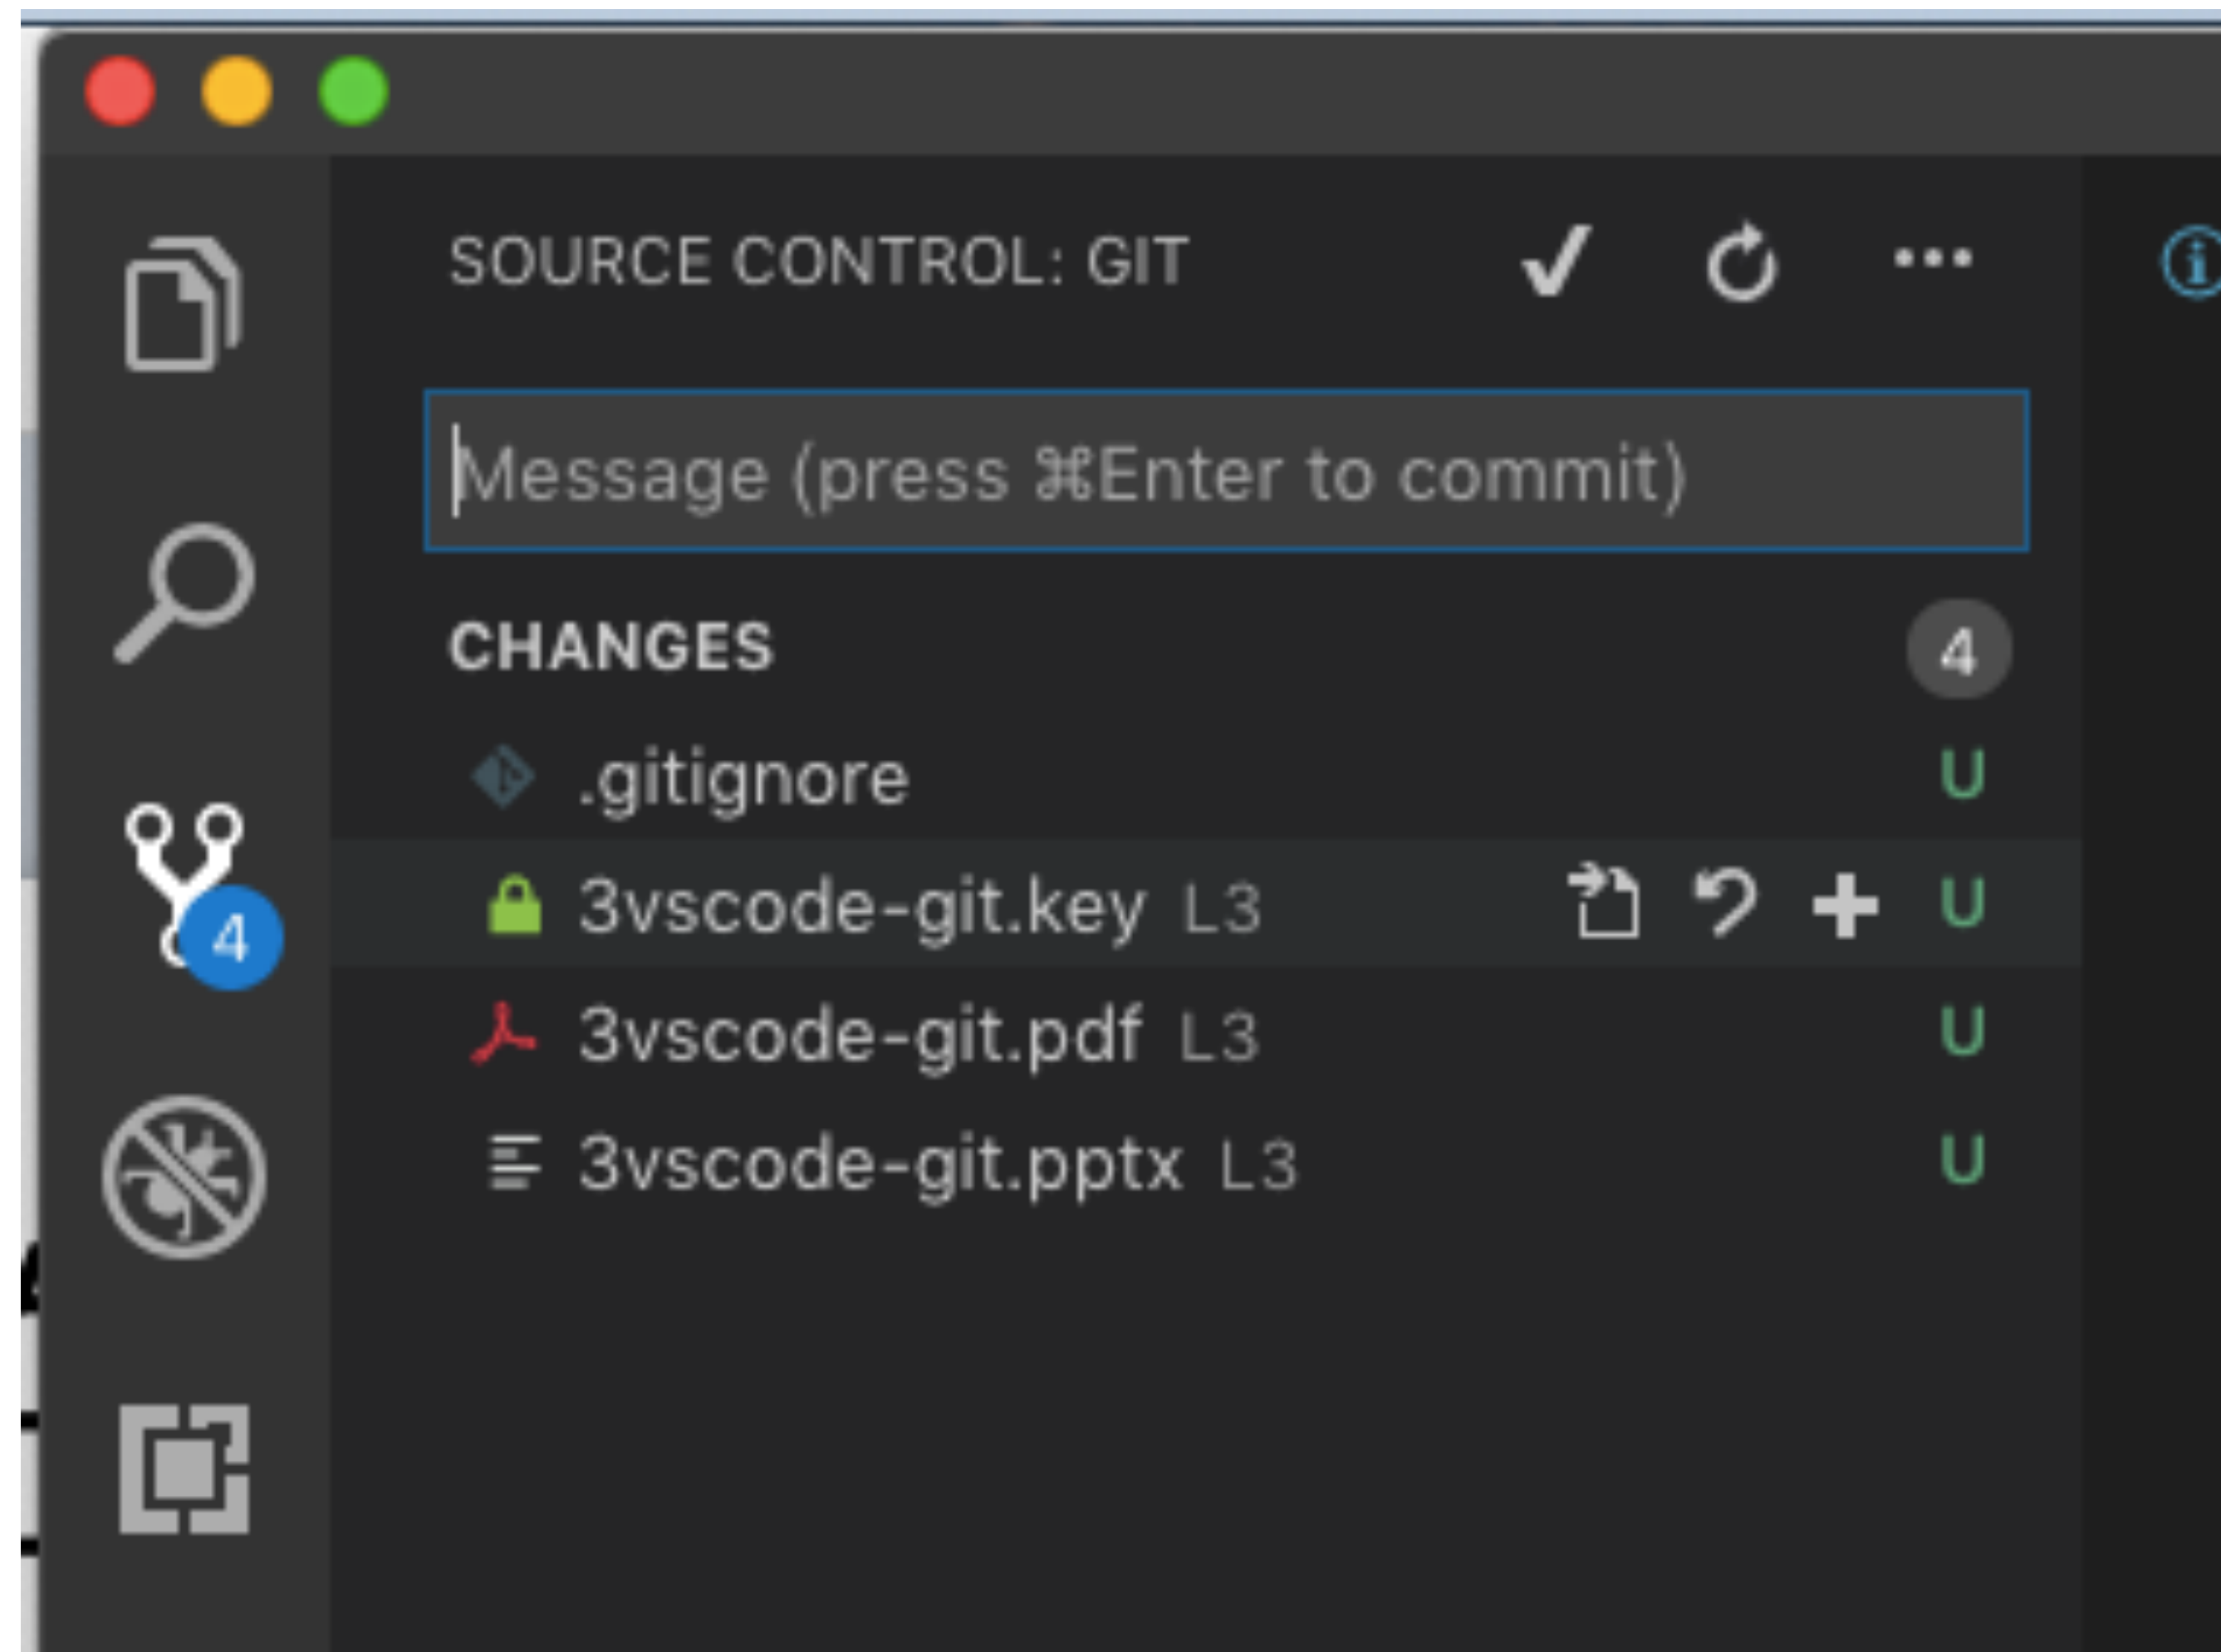 SOURCE CONTROL: GIT
Message (press ⌘Enter to commit)
CHANGES 4
.gitignore U
3vscode-git.key L3 U
4
3vscode-git.pdf L3 U
3vscode-git.pptx L3 U